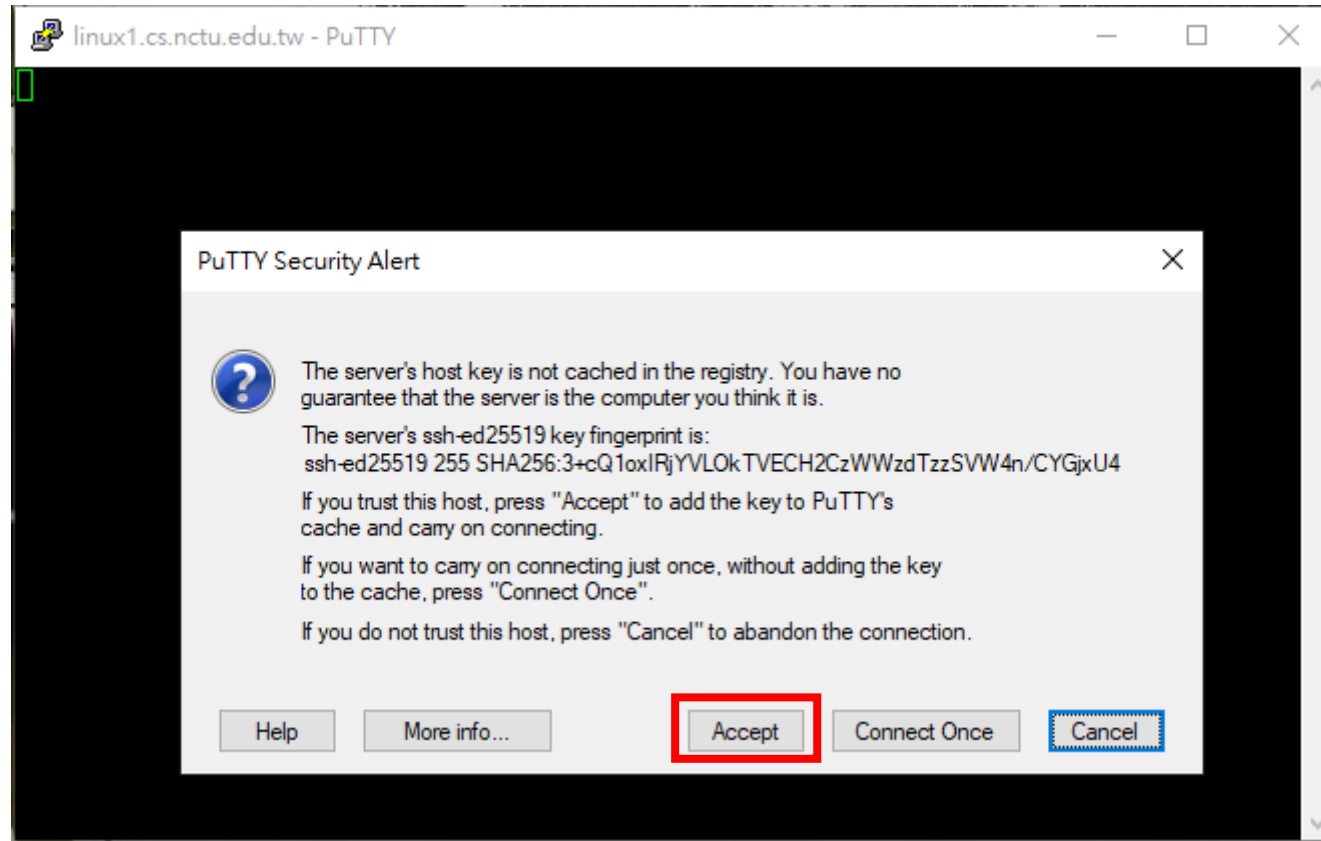 linux1.cs.nctu.edu.tw - PuTTY
PuTTY Security Alert
The server's host key is not cached in the registry. You have no
guarantee that the server is the computer you think it is.
The server's ssh-ed25519 key fingerprint is:
ssh-ed25519 255 SHA256:3+cQ1oxIRjYVLOkTVECH2CzWWzdTzzSVW4n/CYGjxU4
If you trust this host, press "Accept" to add the key to PuTTY's
cache and carry on connecting.
If you want to carry on connecting just once, without adding the key
to the cache, press "Connect Once".
If you do not trust this host, press "Cancel" to abandon the connection.
Help More info... Accept Connect Once Cancel